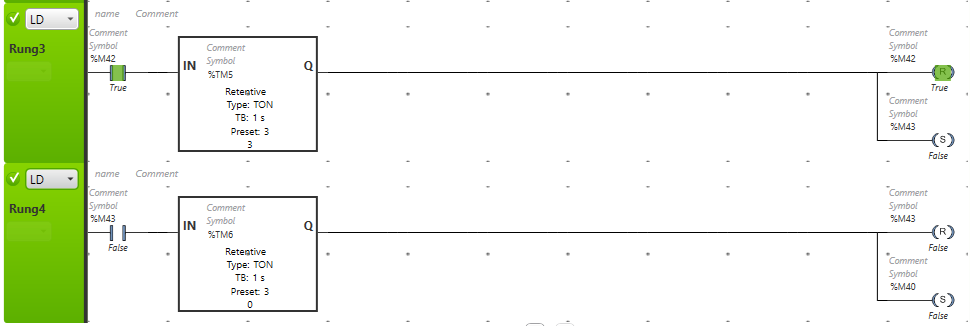 LD
name Comment
Rung3
Comment
Symbol
%M42
True
Comment
Symbol
%TM5
IN
Q
Retentive
Type: TON
TB: 1 s
Preset: 3
3
Comment
Symbol
%M42
R
True
Comment
Symbol
%M43
S
False
LD
name Comment
Rung4
Comment
Symbol
%M43
False
Comment
Symbol
%TM6
IN
Q
Retentive
Type: TON
TB: 1 s
Preset: 3
0
Comment
Symbol
%M43
R
False
Comment
Symbol
%M40
S
False